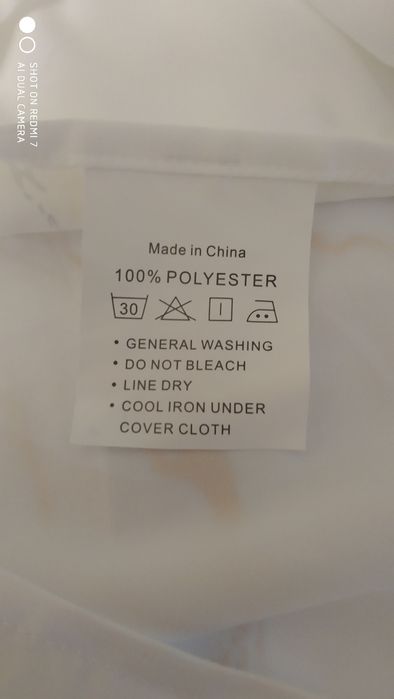 SHOT ON REDMI 7
AI DUAL CAMERA
Made in China
100% POLYESTER
30
• GENERAL WASHING
• DO NOT BLEACH
• LINE DRY
• COOL IRON UNDER
COVER CLOTH